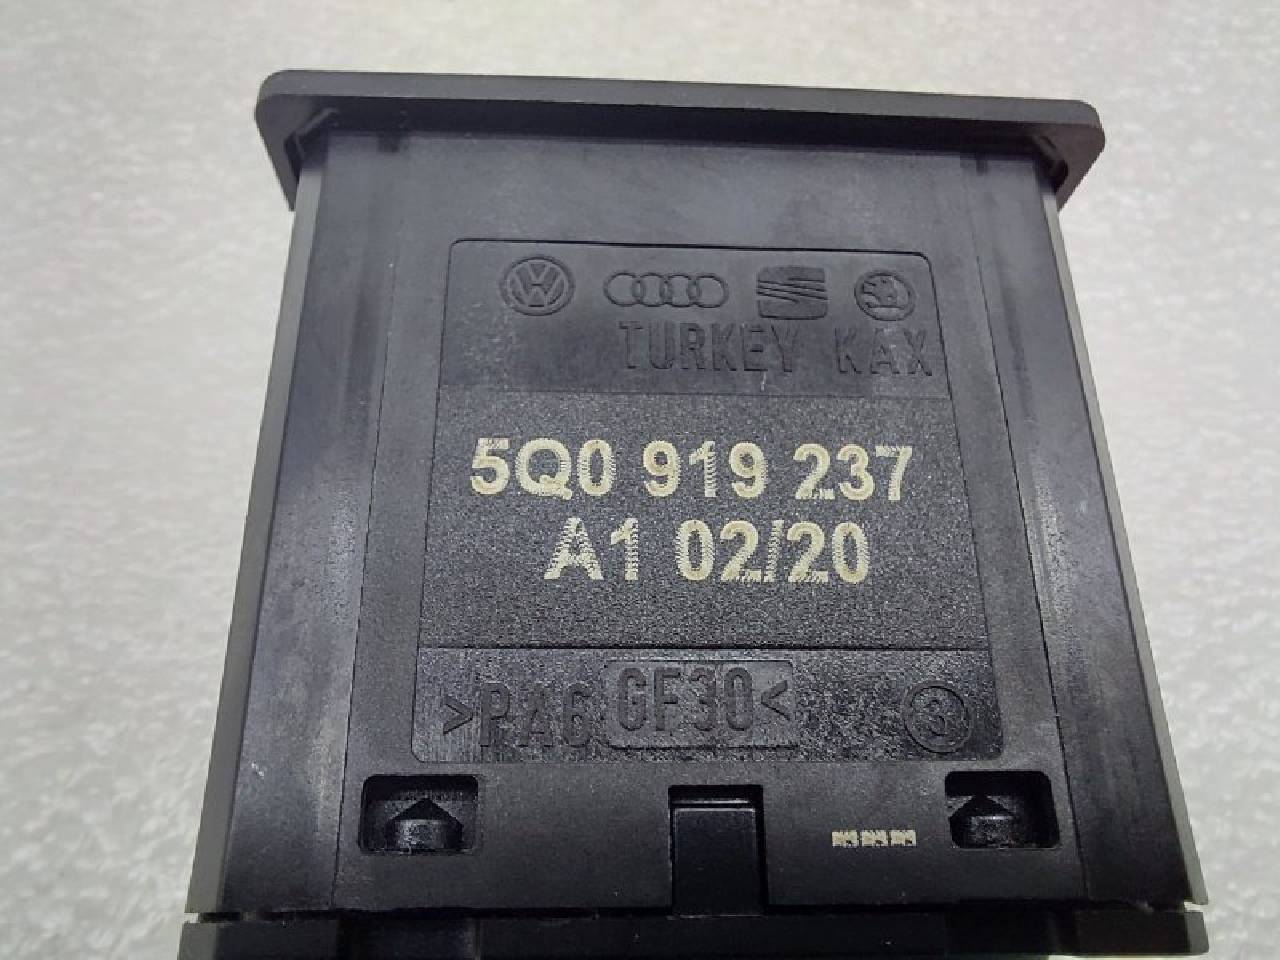 TURKEY KAX
5Q0 919 237
A1 02/20
>PA6 GF30<
3